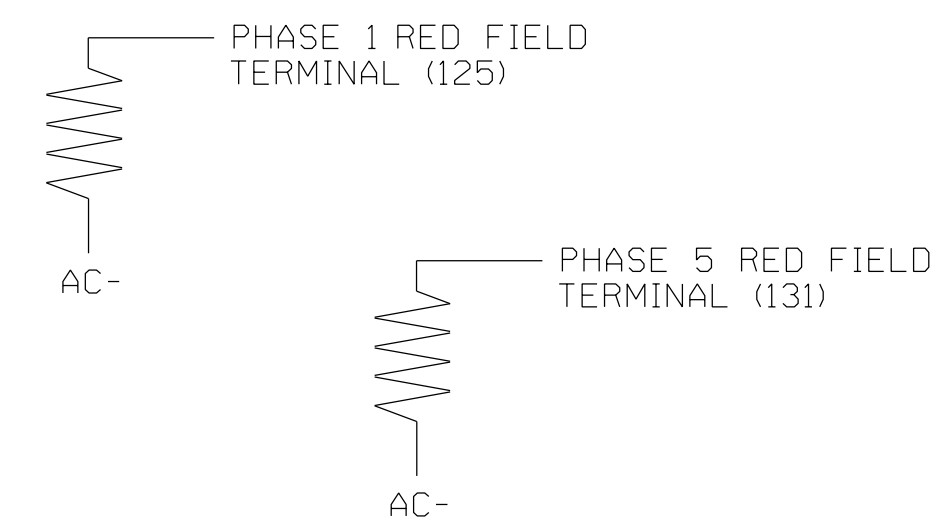 PHASE 1 RED FIELD
TERMINAL (125)
AC-
PHASE 5 RED FIELD
TERMINAL (131)
AC-